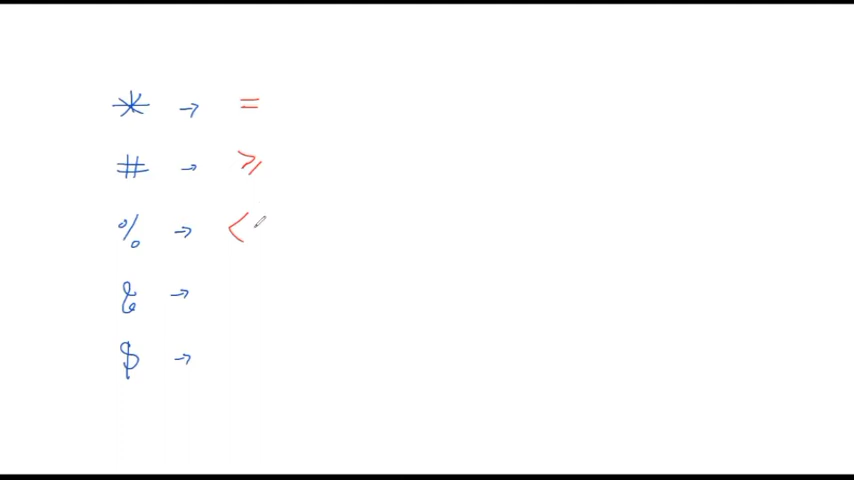 * → =
# → ≥
% → <
& →
$ →